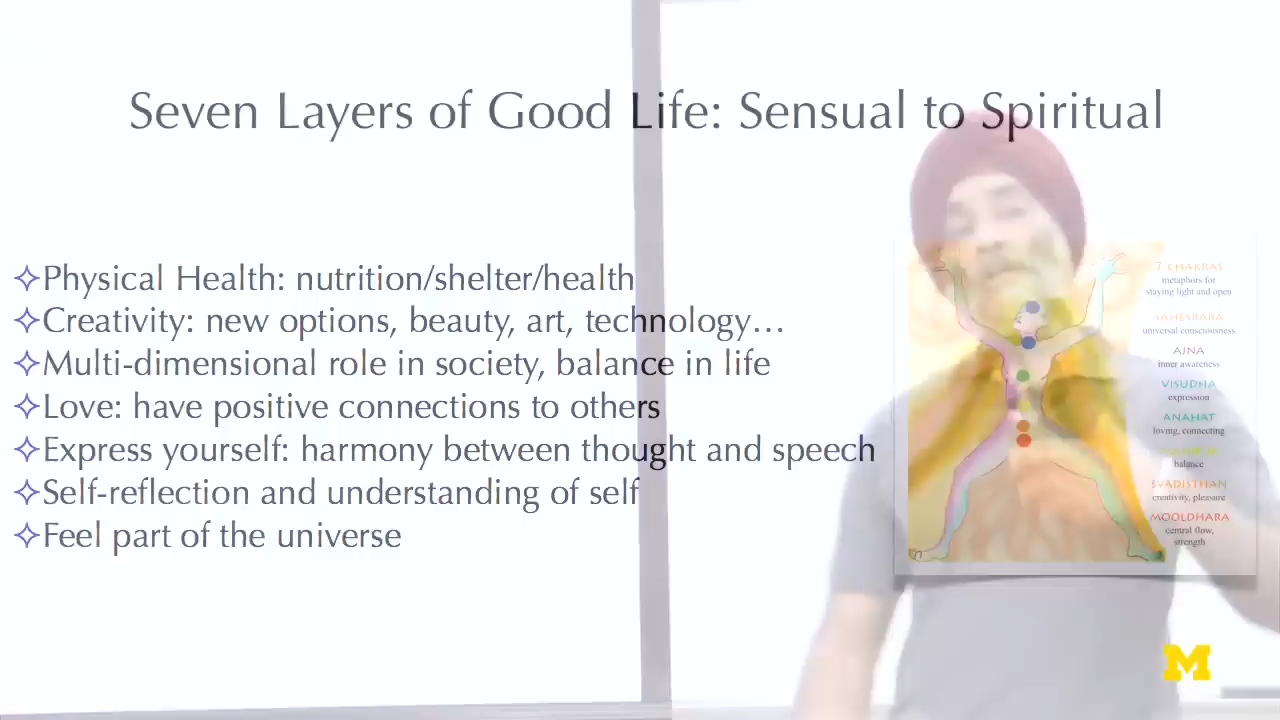 Seven Layers of Good Life: Sensual to Spiritual
✧Physical Health: nutrition/shelter/health
✧Creativity: new options, beauty, art, technology…
✧Multi-dimensional role in society, balance in life
✧Love: have positive connections to others
✧Express yourself: harmony between thought and speech
✧Self-reflection and understanding of self
✧Feel part of the universe
7 CHAKRAS
metaphors for
staying light and open
SAHESRARA
universal consciousness
AJNA
inner awareness
VISUDHA
expression
ANAHAT
loving, connecting
balance
SVADISTHAN
creativity, pleasure
MOOLDHARA
central flow,
strength
M